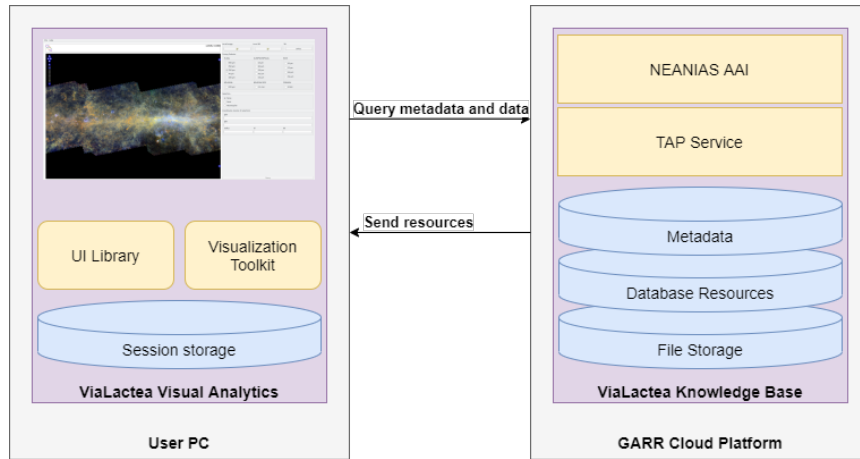 NEANIAS AAI
Query metadata and data
TAP Service
Send resources
UI Library
Visualization
Toolkit
Metadata
Database Resources
Session storage
File Storage
ViaLactea Visual Analytics
ViaLactea Knowledge Base
User PC
GARR Cloud Platform